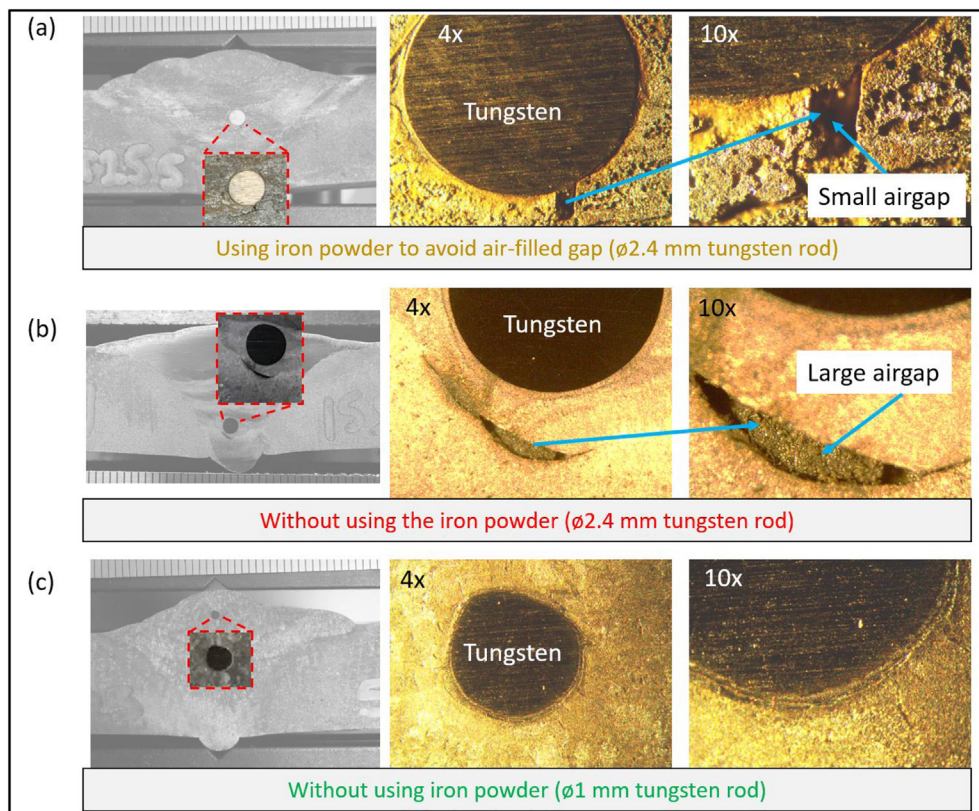 (a)
4x
10x
Tungsten
Small airgap
Using iron powder to avoid air-filled gap (ø2.4 mm tungsten rod)
(b)
4x
10x
Tungsten
Large airgap
Without using the iron powder (ø2.4 mm tungsten rod)
(c)
4x
10x
Tungsten
Without using iron powder (ø1 mm tungsten rod)